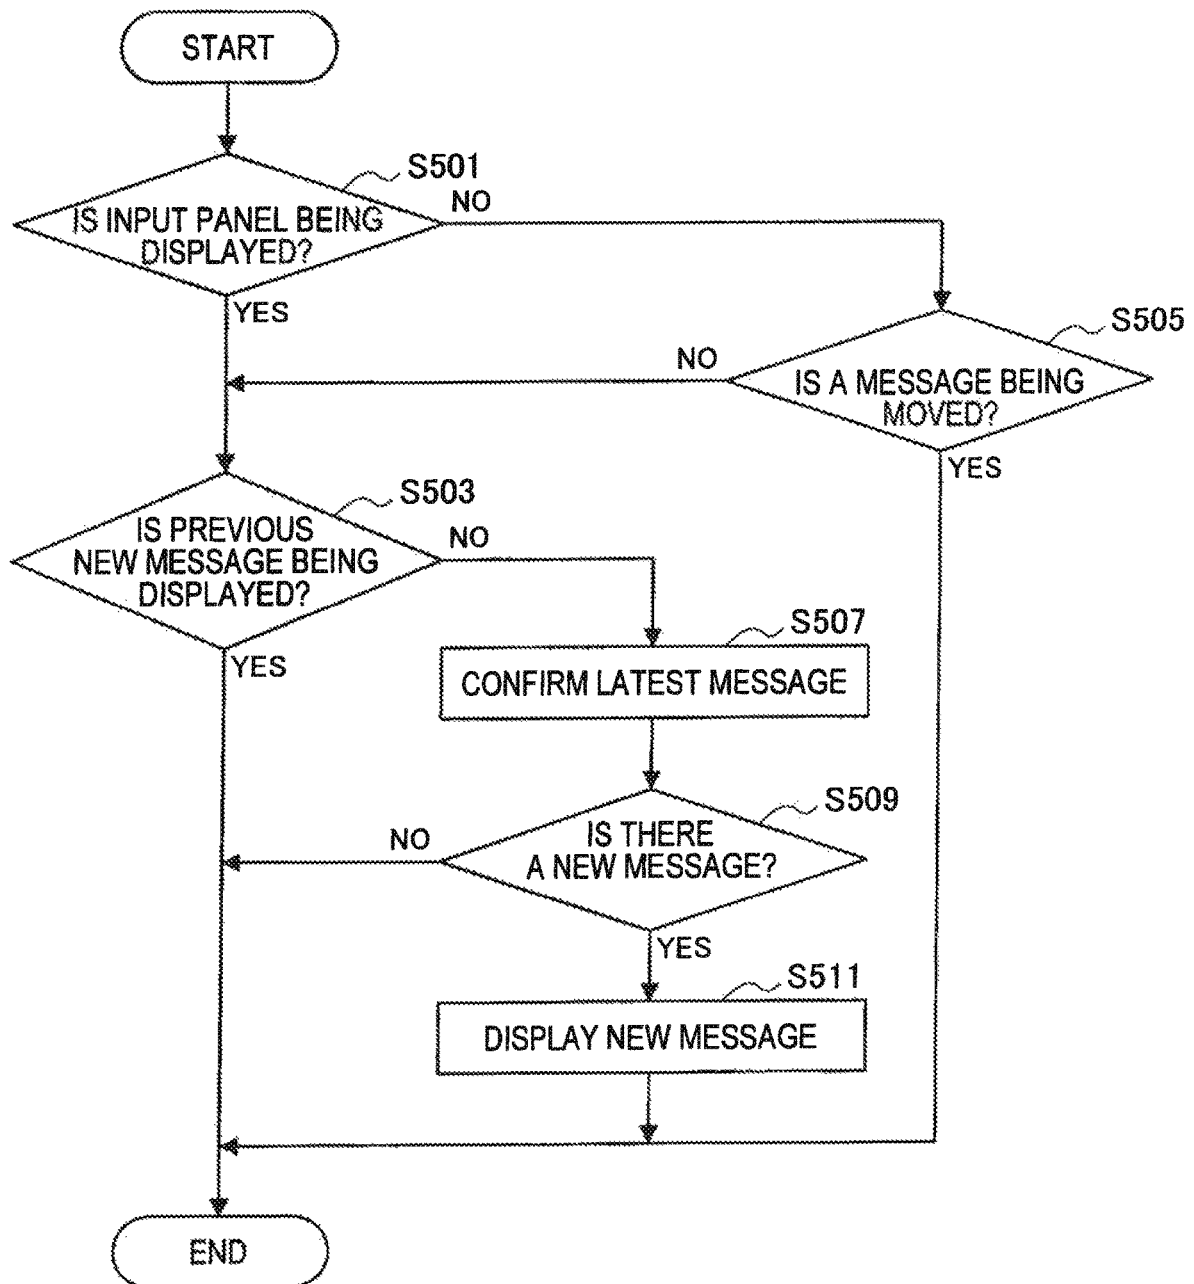 START
S501
IS INPUT PANEL BEING
DISPLAYED?
NO
YES
S505
IS A MESSAGE BEING
MOVED?
NO
YES
S503
IS PREVIOUS
NEW MESSAGE BEING
DISPLAYED?
NO
YES
S507
CONFIRM LATEST MESSAGE
S509
IS THERE
A NEW MESSAGE?
NO
YES
S511
DISPLAY NEW MESSAGE
END